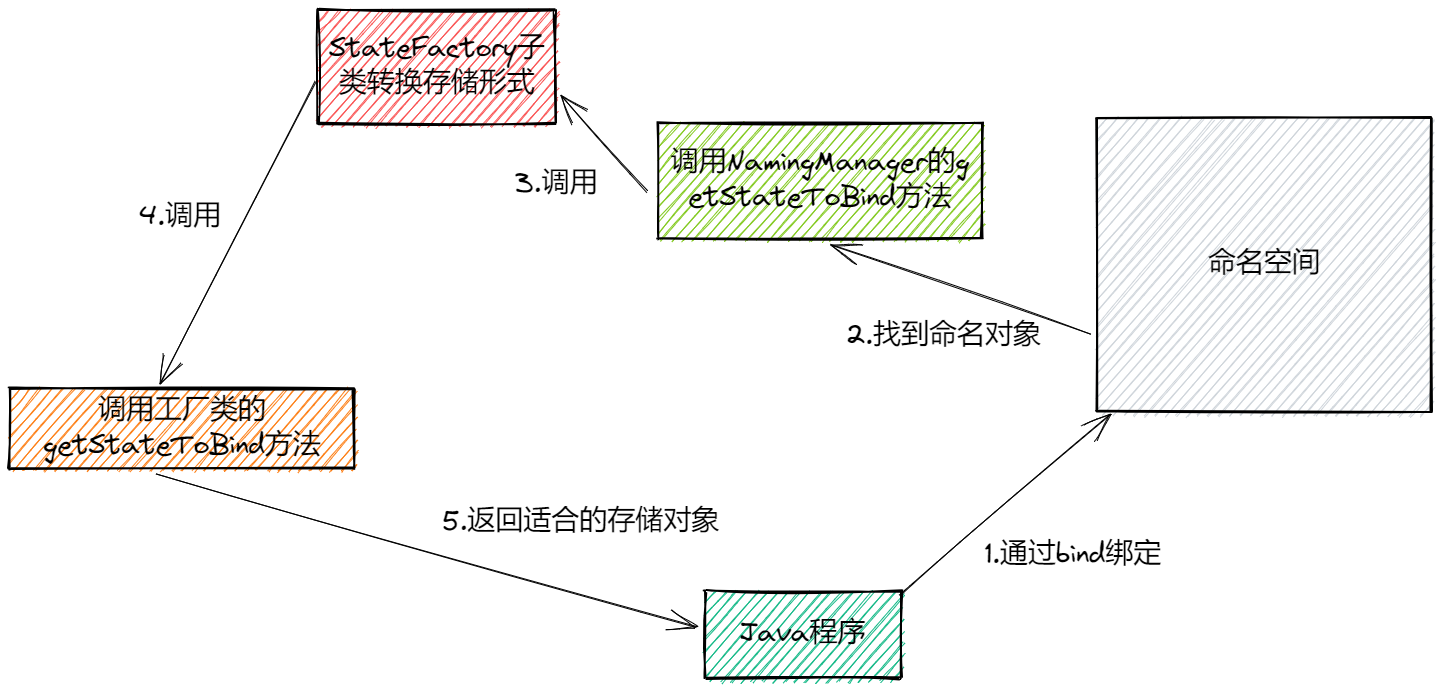 StateFactory子
类转换存储形式
调用NamingManager的g
etStateToBind方法
3.调用
4.调用
命名空间
2.找到命名对象
调用工厂类的
getStateToBind方法
5.返回适合的存储对象
1.通过bind绑定
Java程序